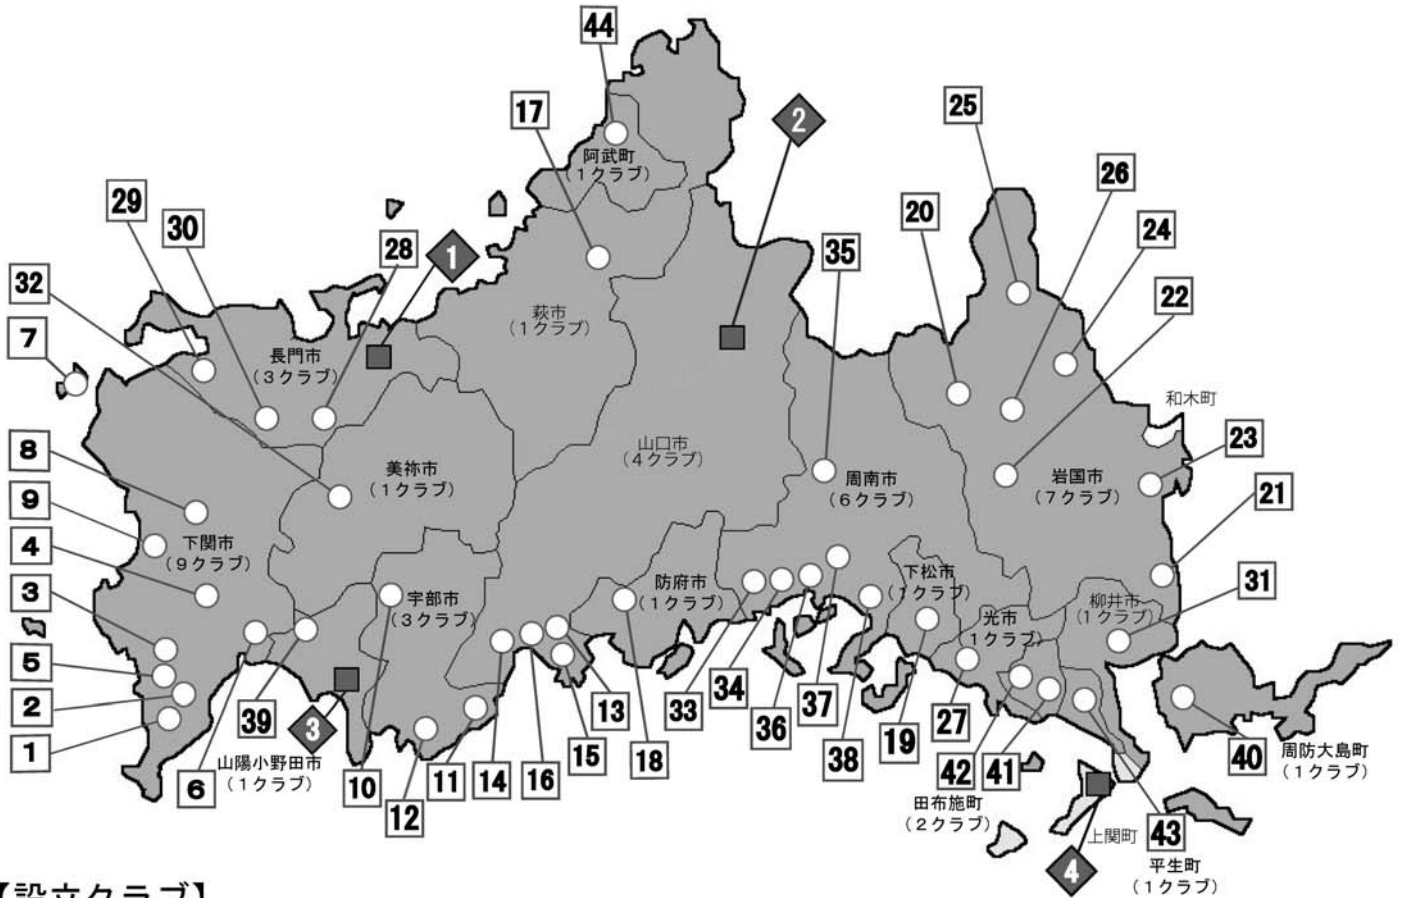 44
17
2
25
26
阿武町
（1クラブ）
29
30
28
1
20
24
35
22
32
7
萩市
（1クラブ）
長門市
（3クラブ）
和木町
8
23
山口市
（4クラブ）
美祢市
（1クラブ）
周南市
（6クラブ）
岩国市
（7クラブ）
21
9
4
下関市
（9クラブ）
3
防府市
（1クラブ）
下松市
（1クラブ）
宇部市
（3クラブ）
光市
（1クラブ）
柳井市
（1クラブ）
31
5
2
1
39
3
33
34
36
37
38
19
27
42
41
13
15
18
6
10
12
11
14
16
40
山陽小野田市
（1クラブ）
周防大島町
（1クラブ）
田布施町
（2クラブ）
上関町
43
4
平生町
（1クラブ）
【設立クラブ】